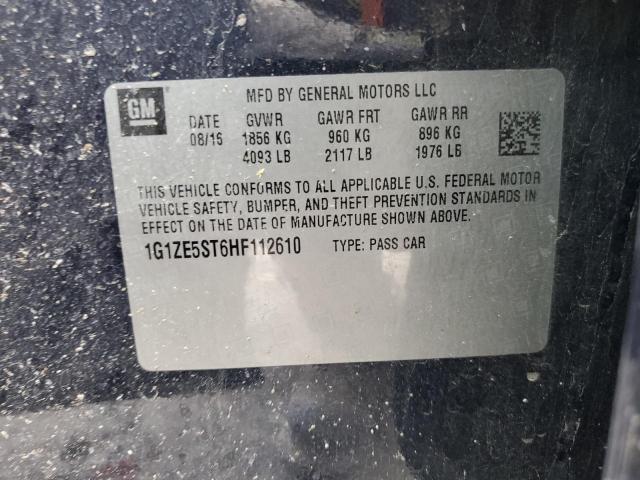 GM
MFD BY GENERAL MOTORS LLC
DATE GVWR GAWR FRT GAWR RR
08/16 1856 KG 960 KG 896 KG
4093 LB 2117 LB 1976 LB
THIS VEHICLE CONFORMS TO ALL APPLICABLE U.S. FEDERAL MOTOR
VEHICLE SAFETY, BUMPER, AND THEFT PREVENTION STANDARDS IN
EFFECT ON THE DATE OF MANUFACTURE SHOWN ABOVE.
1G1ZE5ST6HF112610 TYPE: PASS CAR